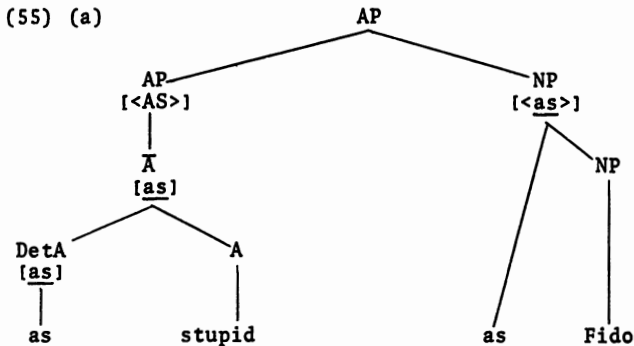 (55) (a) AP
AP NP
[<AS>] [<as>]
Ā NP
[as]
DetA A
[as]
as stupid as Fido